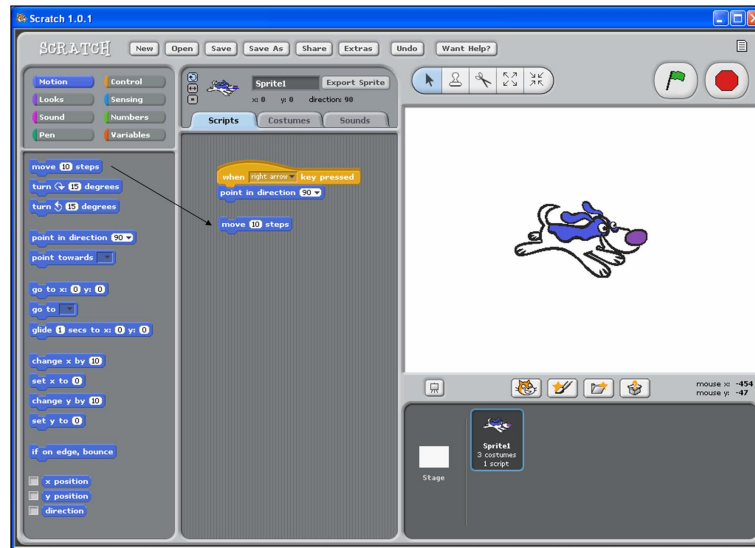 Scratch 1.0.1
SCRATCH New Open Save Save As Share Extras Undo Want Help?
Motion Control
Looks Sensing
Sound Numbers
Pen Variables
move 10 steps
turn 15 degrees
turn 15 degrees
point in direction 90
point towards
go to x: 0 y: 0
go to
glide 1 secs to x: 0 y: 0
change x by 10
set x to 0
change y by 10
set y to 0
if on edge, bounce
x position
y position
direction
Sprite1 Export Sprite
x: 0 y: 0 direction: 90
Scripts Costumes Sounds
when right arrow key pressed
point in direction 90
move 10 steps
mouse x: -454
mouse y: -47
Stage
Sprite1
3 costumes
1 script